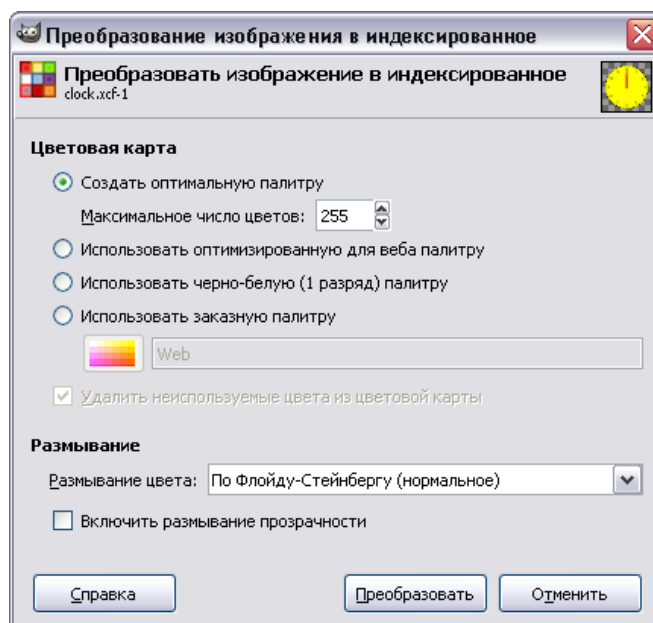 Преобразование изображения в индексированное
Преобразовать изображение в индексированное
clock.xcf-1
Цветовая карта
Создать оптимальную палитру
Максимальное число цветов: 255
Использовать оптимизированную для веба палитру
Использовать черно-белую (1 разряд) палитру
Использовать заказную палитру
Web
Удалить неиспользуемые цвета из цветовой карты
Размывание
Размывание цвета: По Флойду-Стейнбергу (нормальное)
Включить размывание прозрачности
Справка Преобразовать Отменить